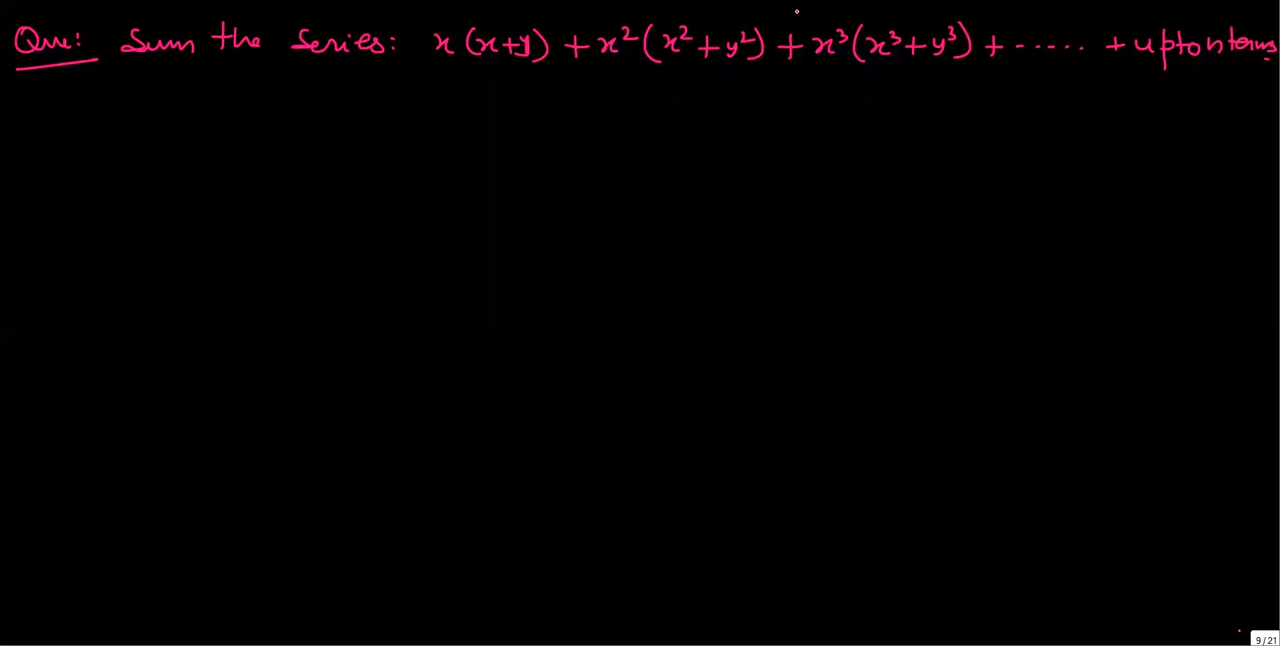 Que: Sum the Series: x(x+y) + x²(x²+y²) + x³(x³+y³) + ..... + upto n terms
9/21